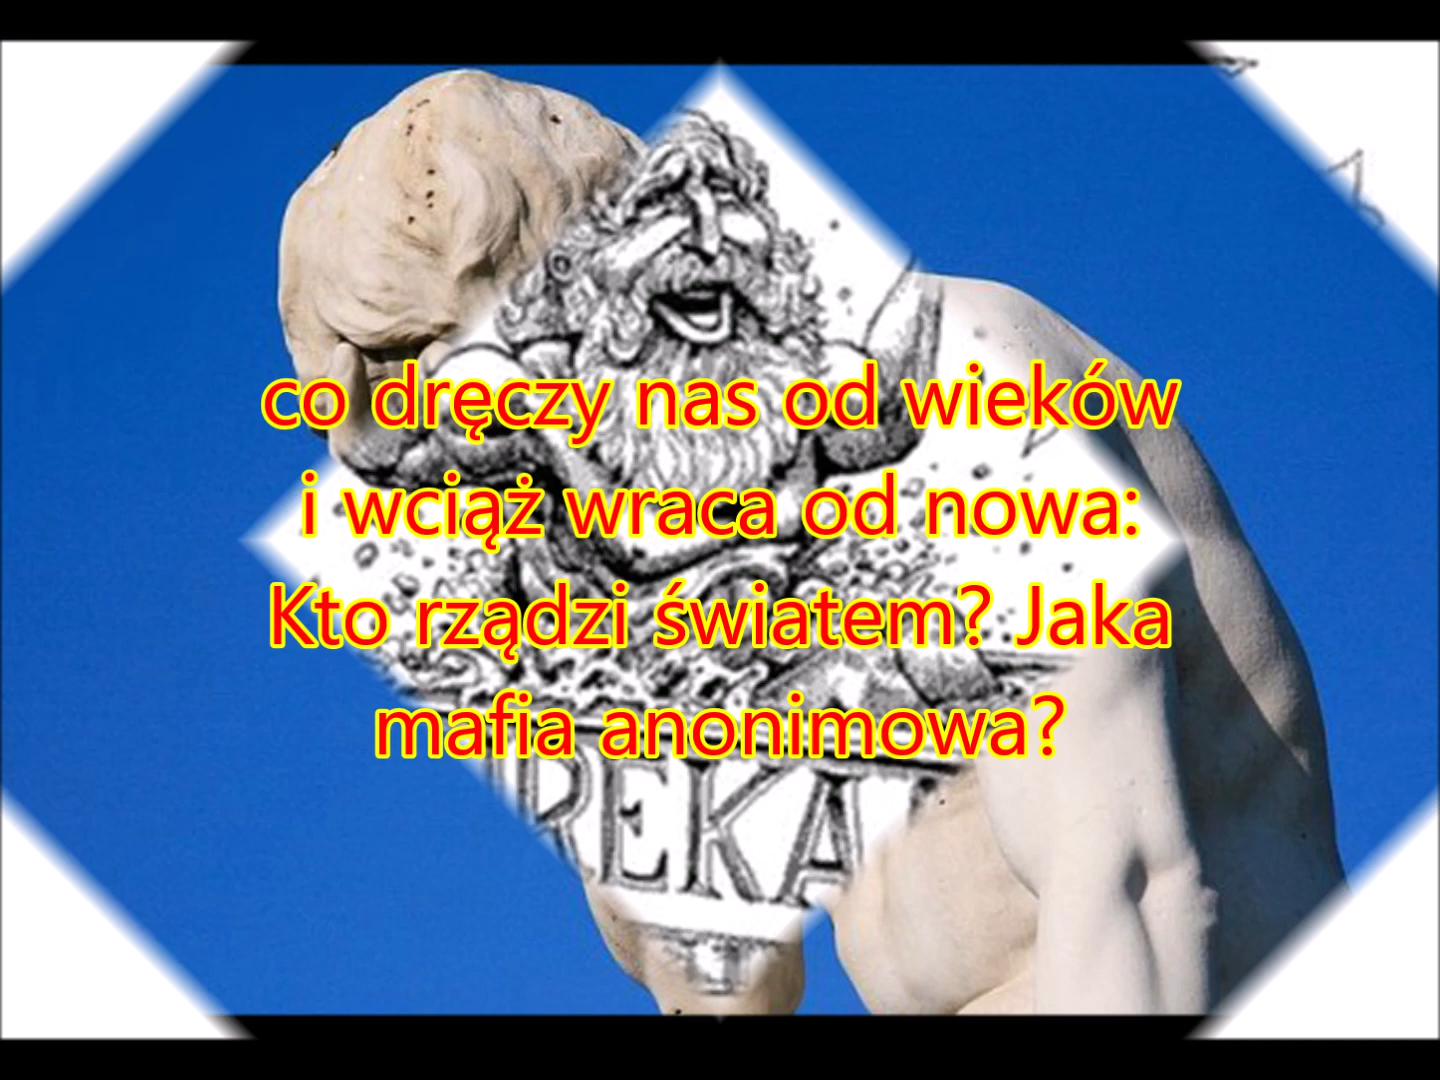 co dręczy nas od wieków
i wciąż wraca od nowa:
Kto rządzi światem? Jaka
mafia anonimowa?